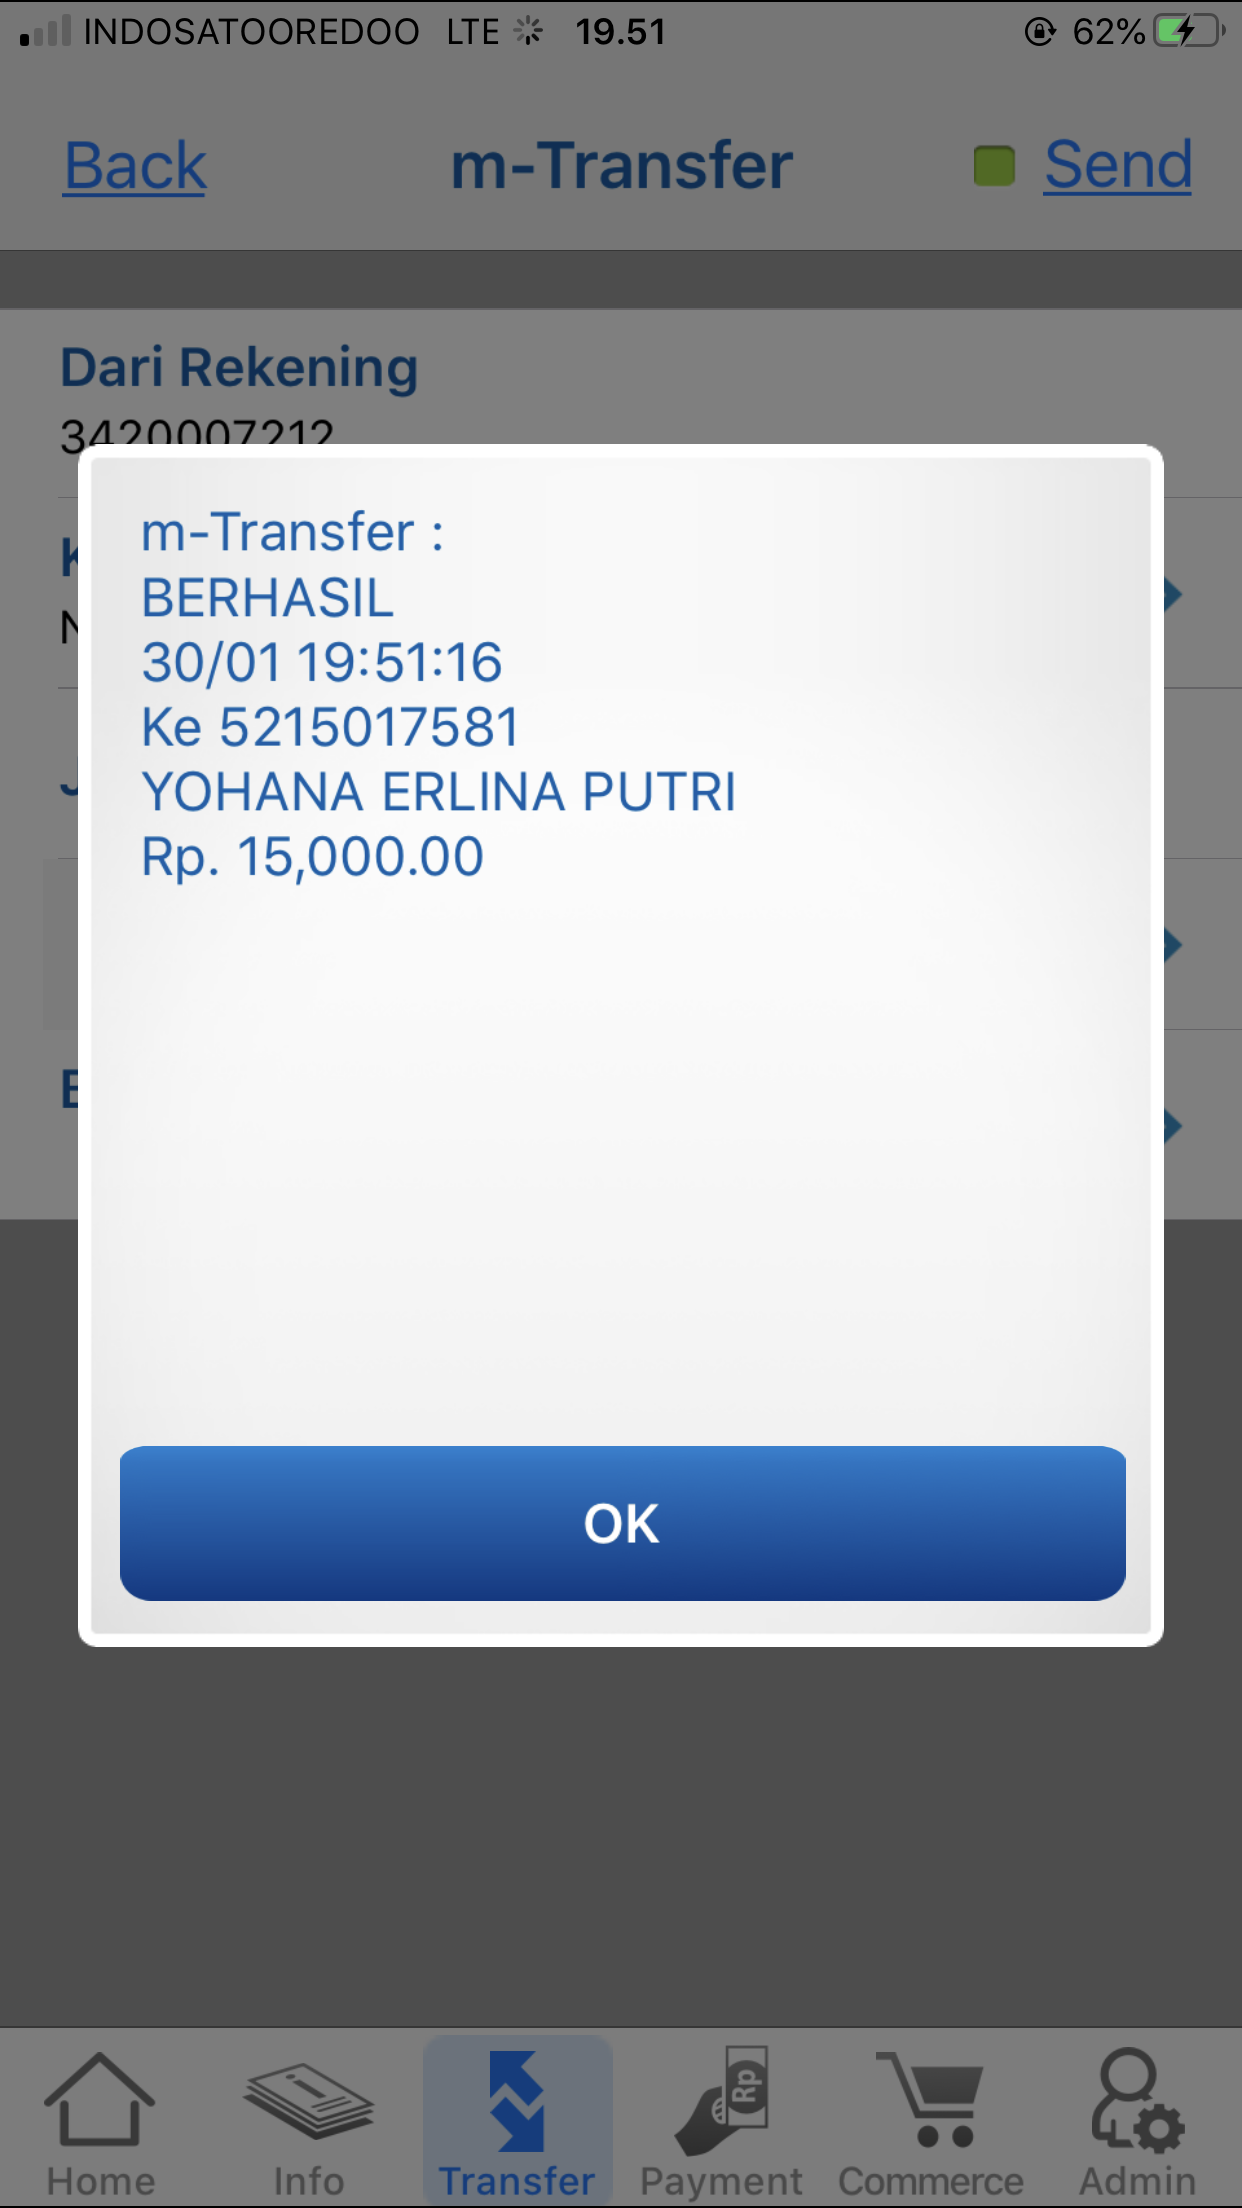 INDOSATOOREDOO LTE 19.51 62%
Back m-Transfer Send
Dari Rekening
3420007212
m-Transfer :
BERHASIL
30/01 19:51:16
Ke 5215017581
YOHANA ERLINA PUTRI
Rp. 15,000.00
OK
Home Info Transfer Payment Commerce Admin